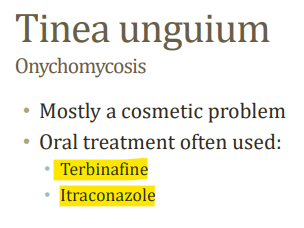 Tinea unguium
Onychomycosis
• Mostly a cosmetic problem
• Oral treatment often used:
• Terbinafine
• Itraconazole